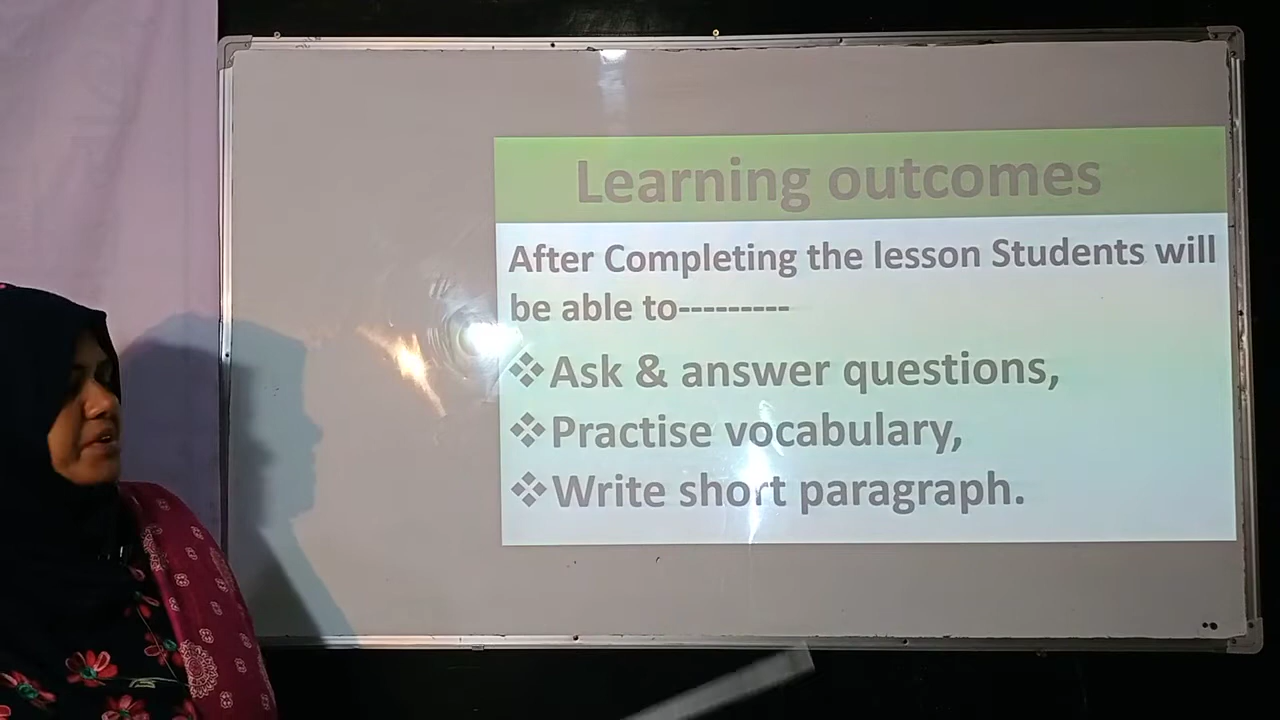 Learning outcomes
After Completing the lesson Students will
be able to---------
❖Ask & answer questions,
❖Practise vocabulary,
❖Write short paragraph.